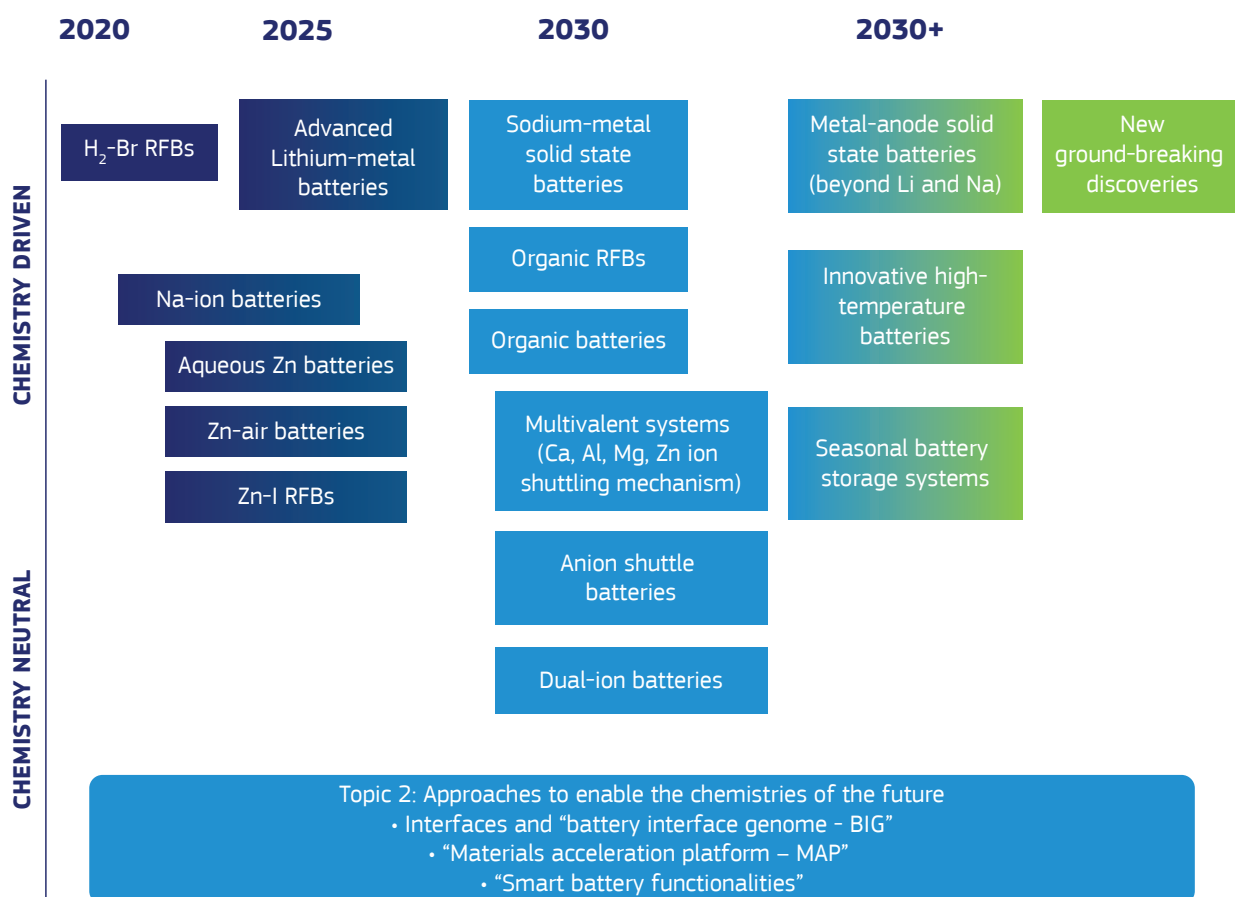 2020 2025 2030 2030+
CHEMISTRY DRIVEN
H₂-Br RFBs
Advanced
Lithium-metal
batteries
Sodium-metal
solid state
batteries
Metal-anode solid
state batteries
(beyond Li and Na)
New
ground-breaking
discoveries
Organic RFBs
Na-ion batteries
Innovative high-
temperature
batteries
Organic batteries
Aqueous Zn batteries
Zn-air batteries
Zn-I RFBs
Multivalent systems
(Ca, Al, Mg, Zn ion
shuttling mechanism)
Seasonal battery
storage systems
CHEMISTRY NEUTRAL
Anion shuttle
batteries
Dual-ion batteries
Topic 2: Approaches to enable the chemistries of the future
• Interfaces and “battery interface genome - BIG”
• “Materials acceleration platform – MAP”
• “Smart battery functionalities”